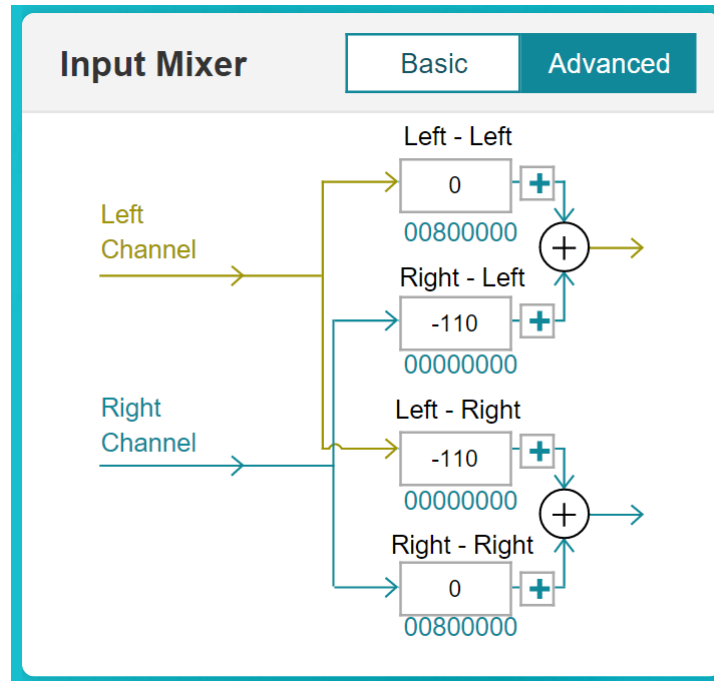 Input Mixer
Basic
Advanced
Left - Left
0
00800000
Left
Channel
Right - Left
-110
00000000
Right
Channel
Left - Right
-110
00000000
Right - Right
0
00800000